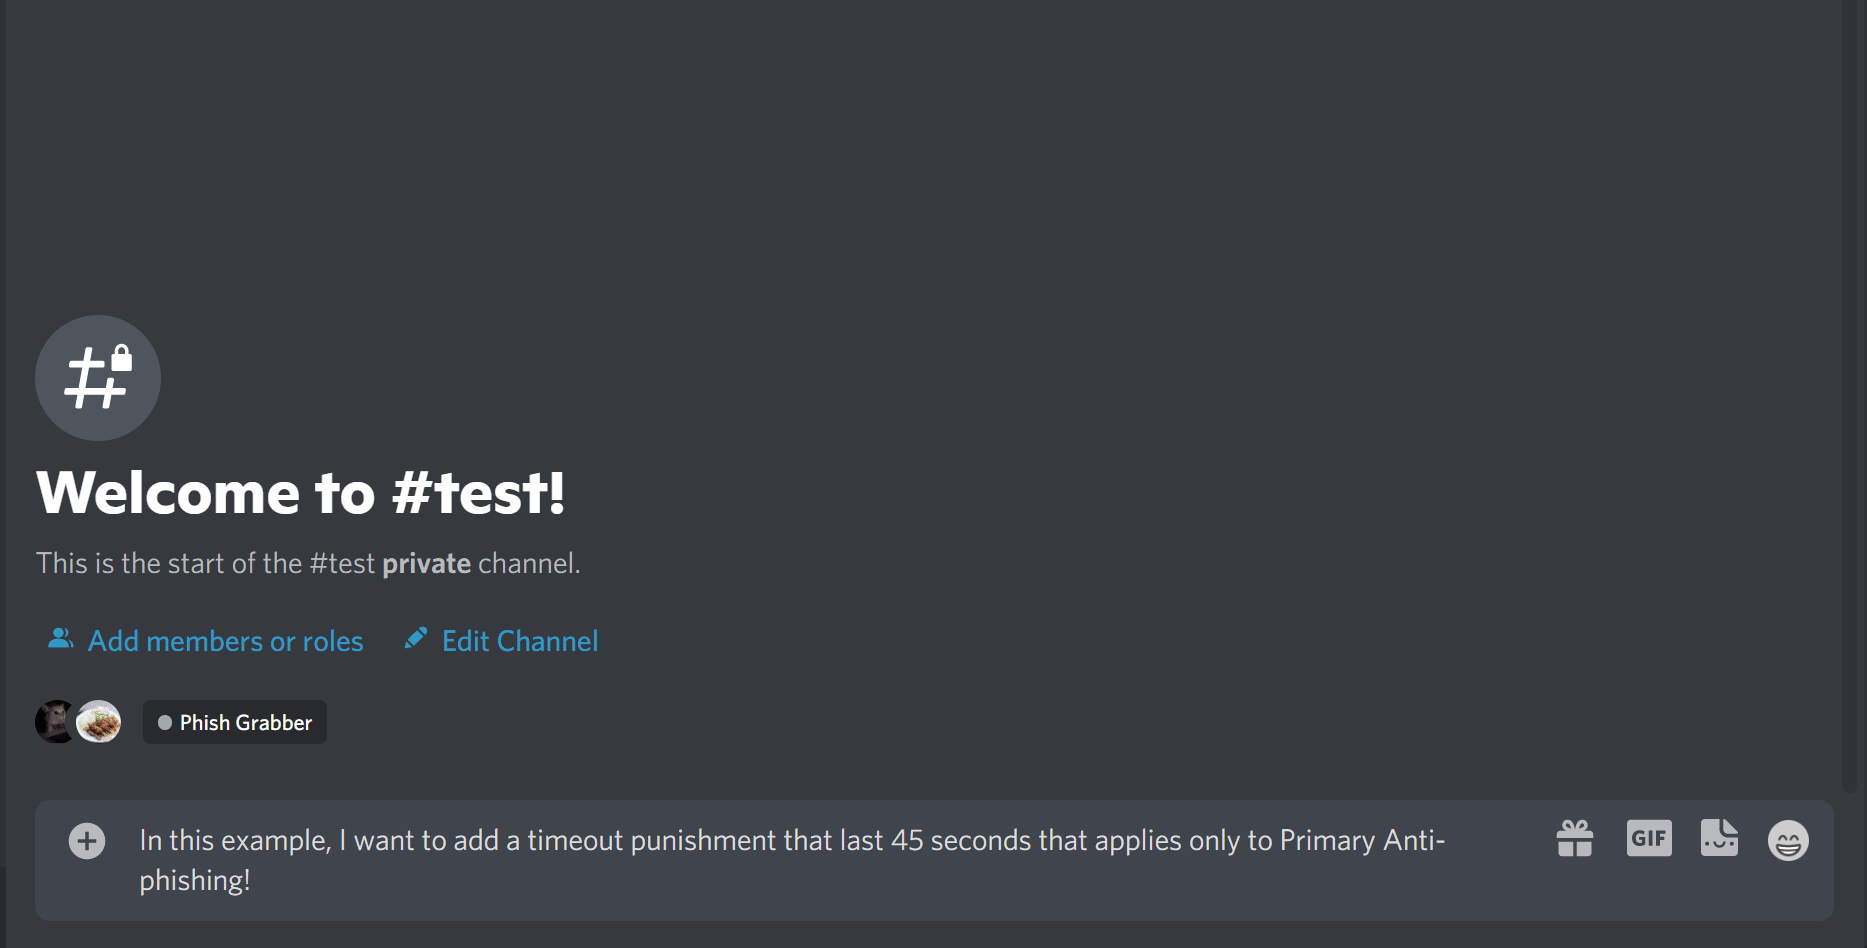 Welcome to #test!
This is the start of the #test private channel.
Add members or roles Edit Channel
Phish Grabber
In this example, I want to add a timeout punishment that last 45 seconds that applies only to Primary Anti-
phishing!
GIF